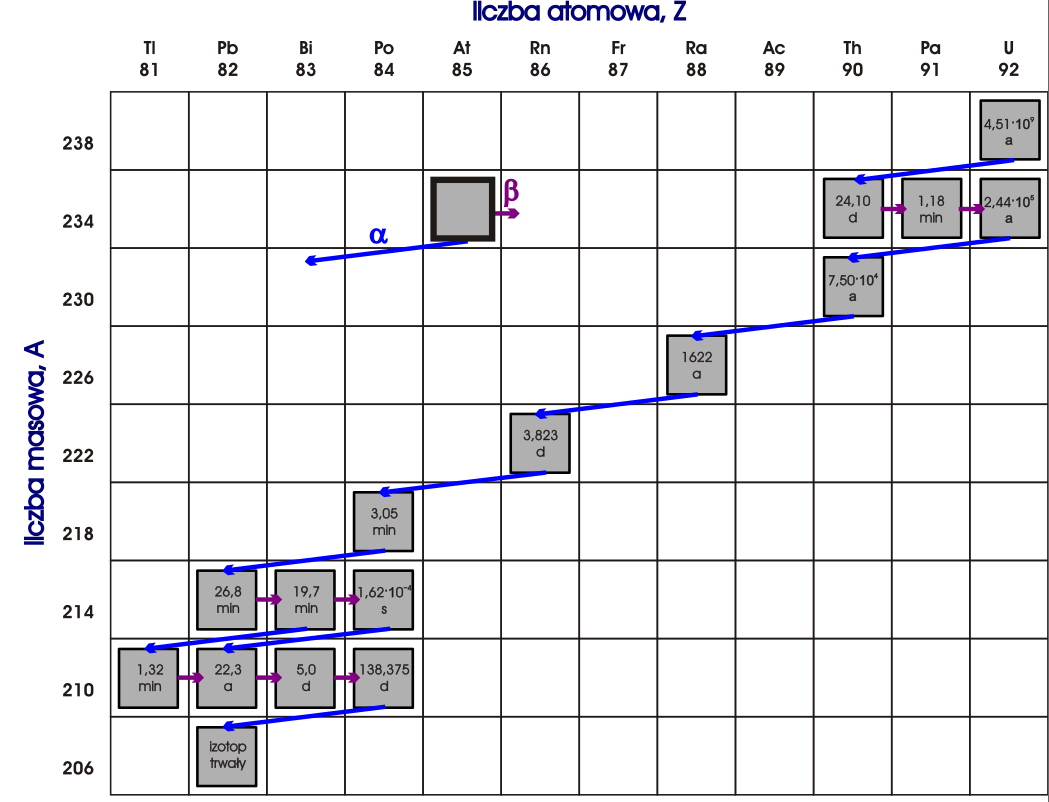 liczba atomowa, Z
Tl Pb Bi Po At Rn Fr Ra Ac Th Pa U
81 82 83 84 85 86 87 88 89 90 91 92
liczba masowa, A
238
4,51·10⁹
a
234
β
α
24,10
d
1,18
min
2,44·10⁵
a
230
7,50·10⁴
a
226
1622
a
222
3,823
d
218
3,05
min
214
26,8
min
19,7
min
1,62·10⁻⁴
s
210
1,32
min
22,3
a
5,0
d
138,375
d
206
izotop
trwały